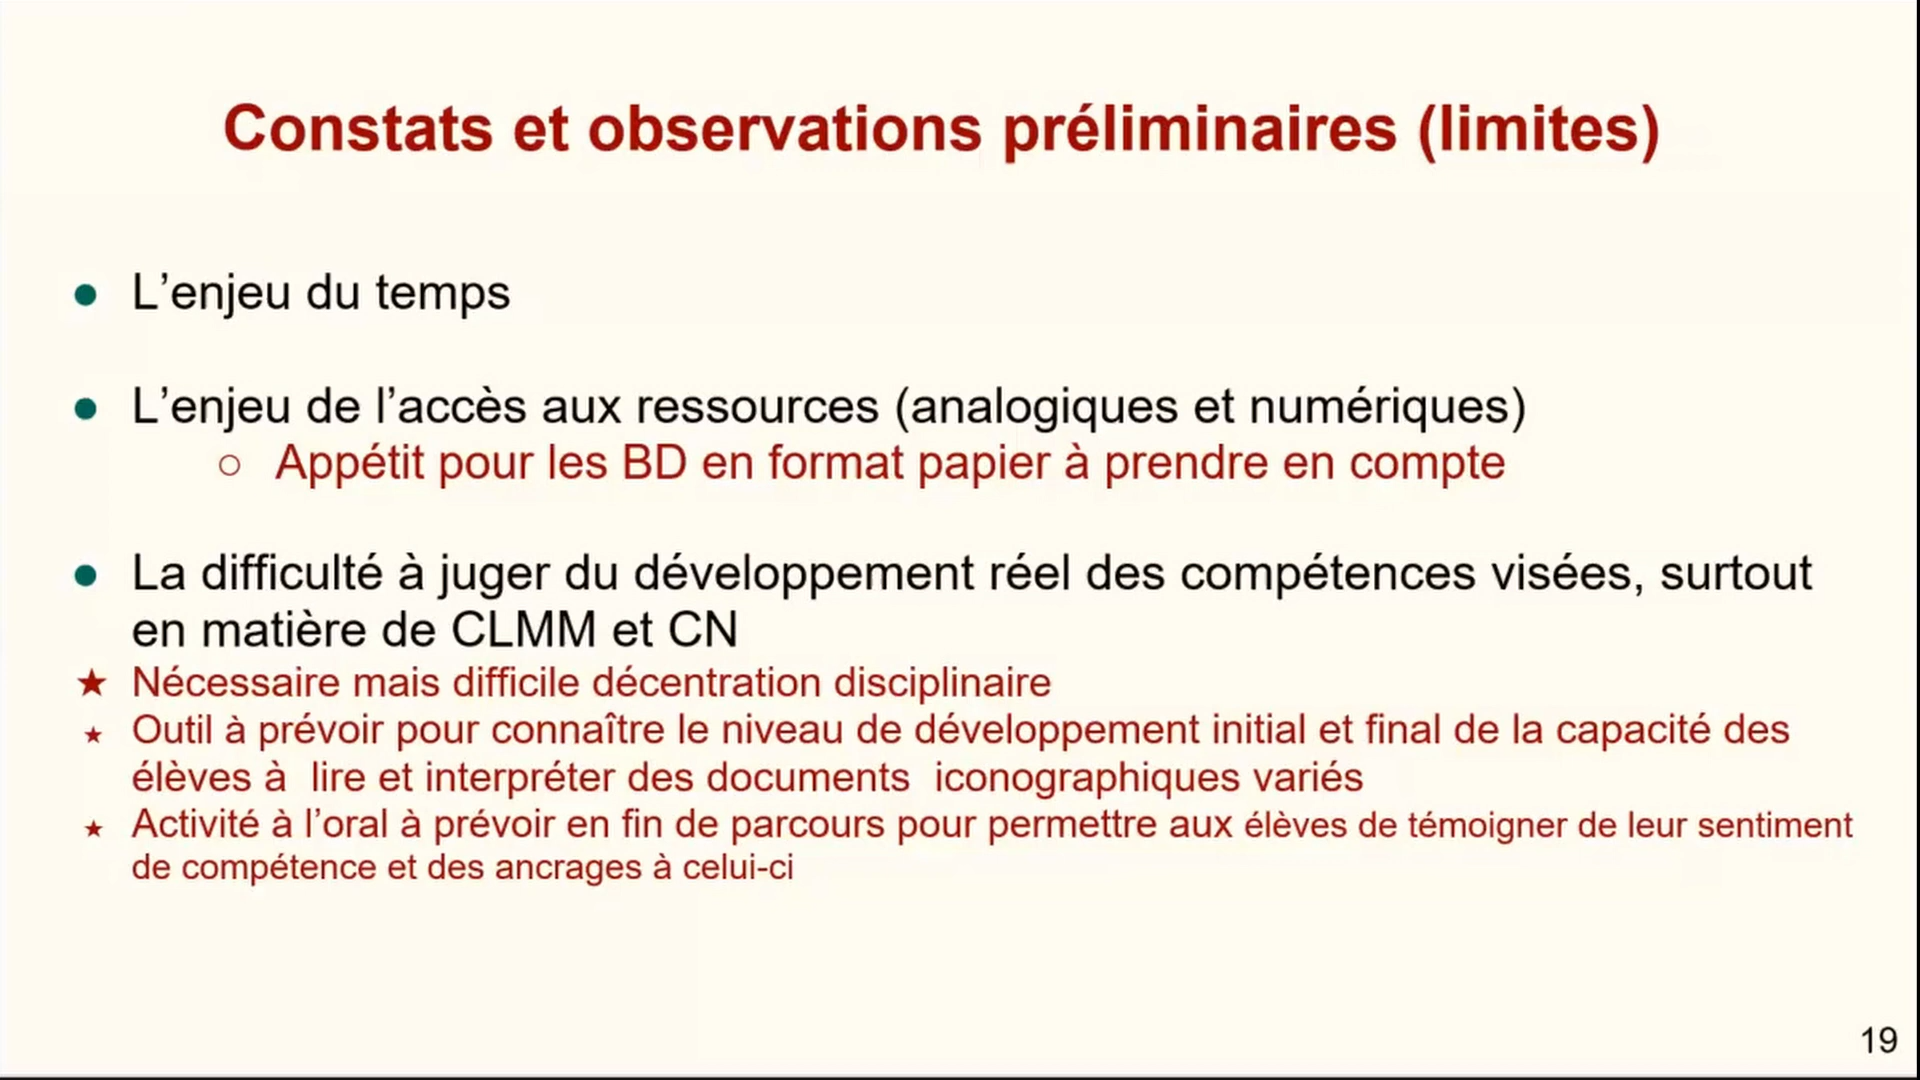 Constats et observations préliminaires (limites)
● L’enjeu du temps
● L’enjeu de l’accès aux ressources (analogiques et numériques)
○ Appétit pour les BD en format papier à prendre en compte
● La difficulté à juger du développement réel des compétences visées, surtout
en matière de CLMM et CN
★ Nécessaire mais difficile décentration disciplinaire
★ Outil à prévoir pour connaître le niveau de développement initial et final de la capacité des
élèves à lire et interpréter des documents iconographiques variés
★ Activité à l’oral à prévoir en fin de parcours pour permettre aux élèves de témoigner de leur sentiment
de compétence et des ancrages à celui-ci
19